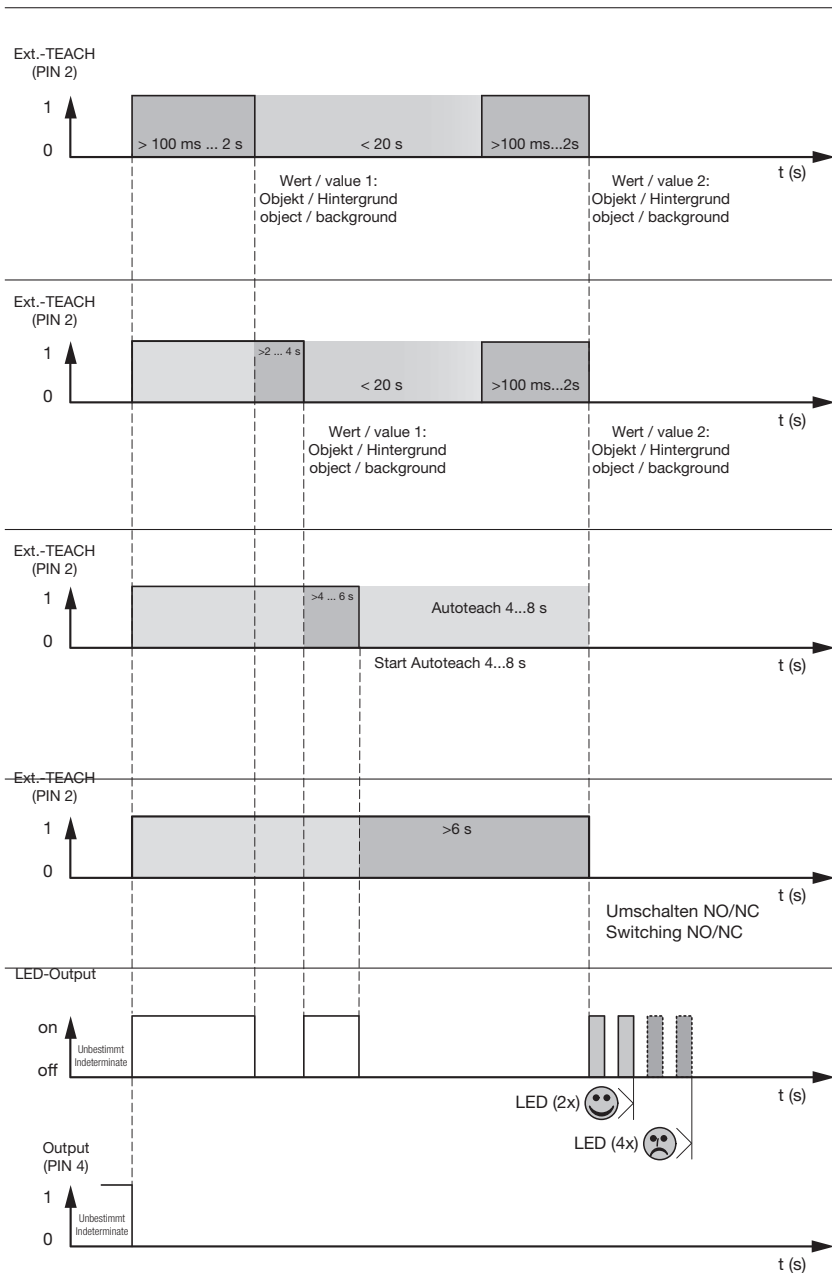 Ext.-TEACH
(PIN 2)
1
0
> 100 ms ... 2 s
< 20 s
>100 ms...2s
t (s)
Wert / value 1:
Objekt / Hintergrund
object / background
Wert / value 2:
Objekt / Hintergrund
object / background
Ext.-TEACH
(PIN 2)
1
0
>2 ... 4 s
< 20 s
>100 ms...2s
t (s)
Wert / value 1:
Objekt / Hintergrund
object / background
Wert / value 2:
Objekt / Hintergrund
object / background
Ext.-TEACH
(PIN 2)
1
0
>4 ... 6 s
Autoteach 4...8 s
Start Autoteach 4...8 s
t (s)
Ext.-TEACH
(PIN 2)
1
0
>6 s
t (s)
Umschalten NO/NC
Switching NO/NC
LED-Output
on
off
Unbestimmt
Indeterminate
t (s)
LED (2x)
LED (4x)
Output
(PIN 4)
1
0
Unbestimmt
Indeterminate
t (s)